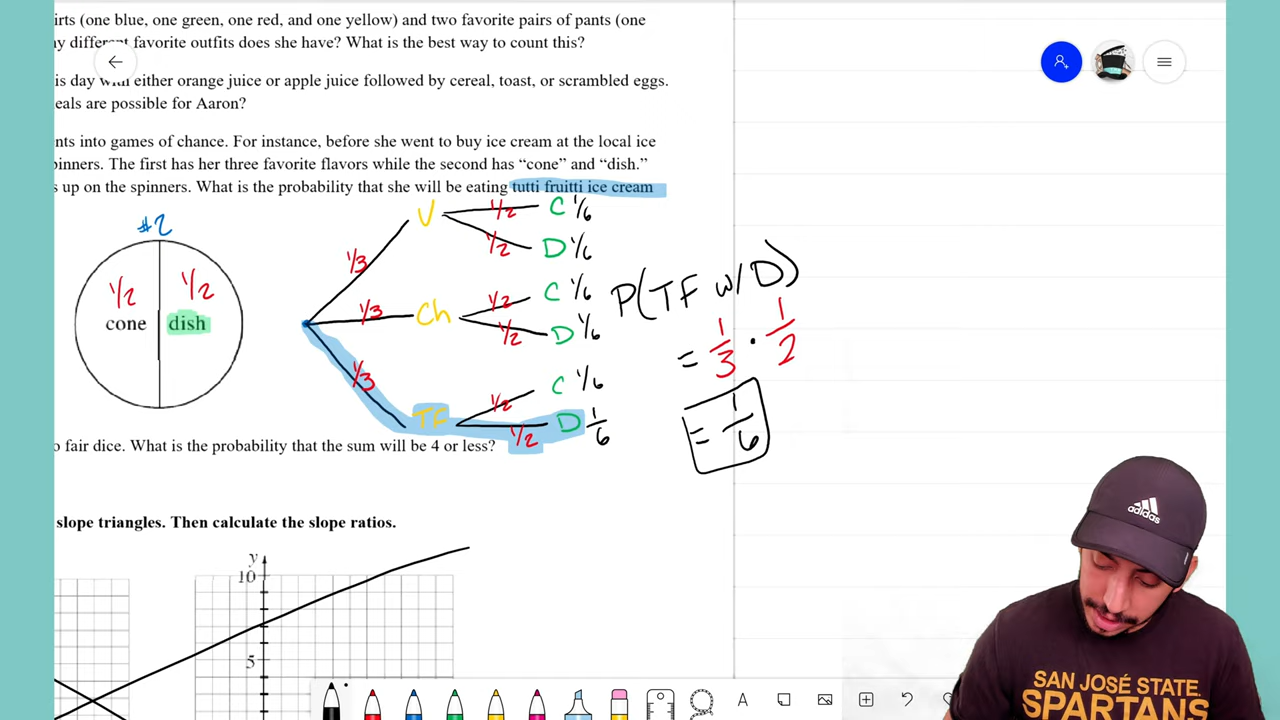 irts (one blue, one green, one red, and one yellow) and two favorite pairs of pants (one
y different favorite outfits does she have? What is the best way to count this?
is day with either orange juice or apple juice followed by cereal, toast, or scrambled eggs.
eals are possible for Aaron?
nts into games of chance. For instance, before she went to buy ice cream at the local ice
pinners. The first has her three favorite flavors while the second has “cone” and “dish.”
s up on the spinners. What is the probability that she will be eating tutti fruitti ice cream
#2
1/2
1/2
cone
dish
1/3
V
1/2
C 1/6
1/2
D 1/6
1/3
Ch
1/2
C 1/6
1/2
D 1/6
1/3
TF
1/2
C 1/6
1/2
D 1/6
P(TF w/ D)
= 1/3 · 1/2
= 1/6
o fair dice. What is the probability that the sum will be 4 or less?
slope triangles. Then calculate the slope ratios.
y
10
5
A
adidas
SAN JOSÉ STATE.
SPARTANS